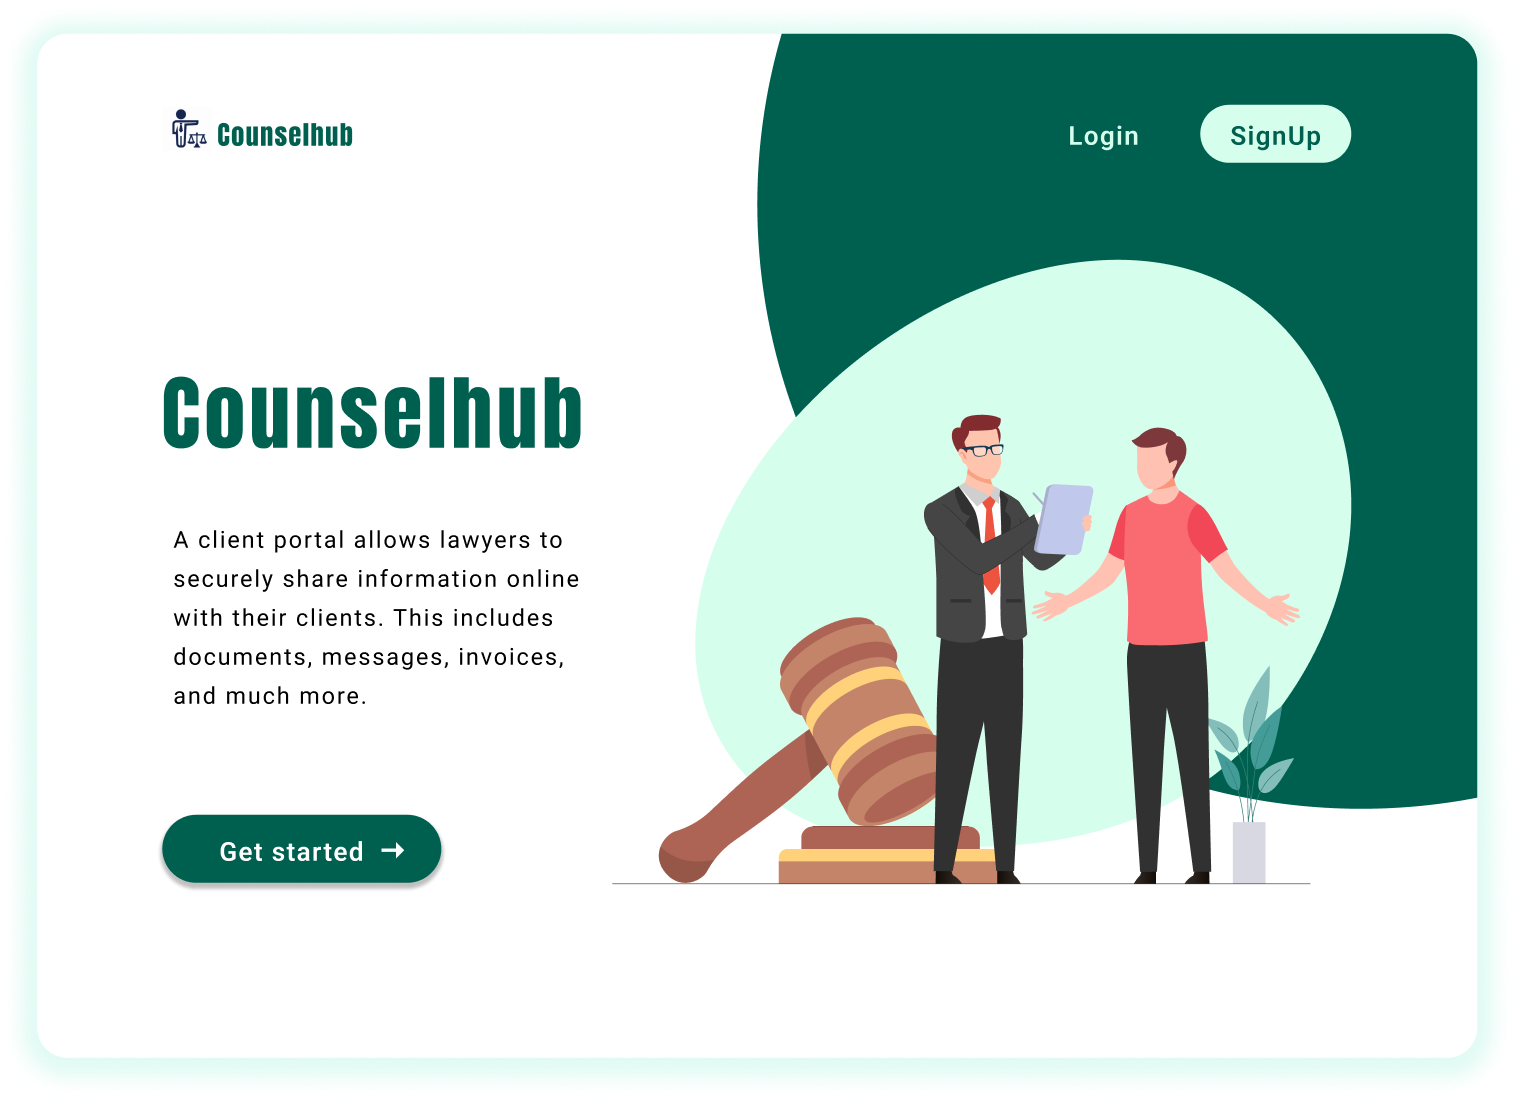 Counselhub
Login
SignUp
Counselhub
A client portal allows lawyers to
securely share information online
with their clients. This includes
documents, messages, invoices,
and much more.
Get started